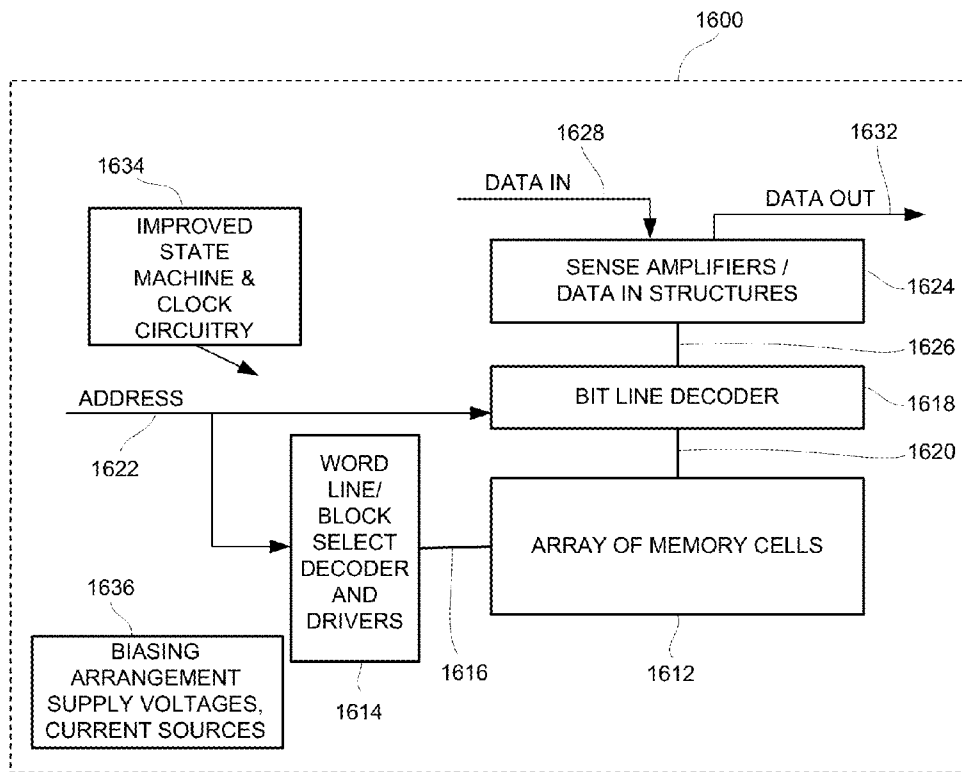 1600
1628
1632
1634
DATA IN
DATA OUT
IMPROVED
STATE
MACHINE &
CLOCK
CIRCUITRY
SENSE AMPLIFIERS /
DATA IN STRUCTURES
1624
1626
ADDRESS
BIT LINE DECODER
1618
1622
1620
WORD
LINE/
BLOCK
SELECT
DECODER
AND
DRIVERS
ARRAY OF MEMORY CELLS
1636
BIASING
ARRANGEMENT
SUPPLY VOLTAGES,
CURRENT SOURCES
1614
1616
1612